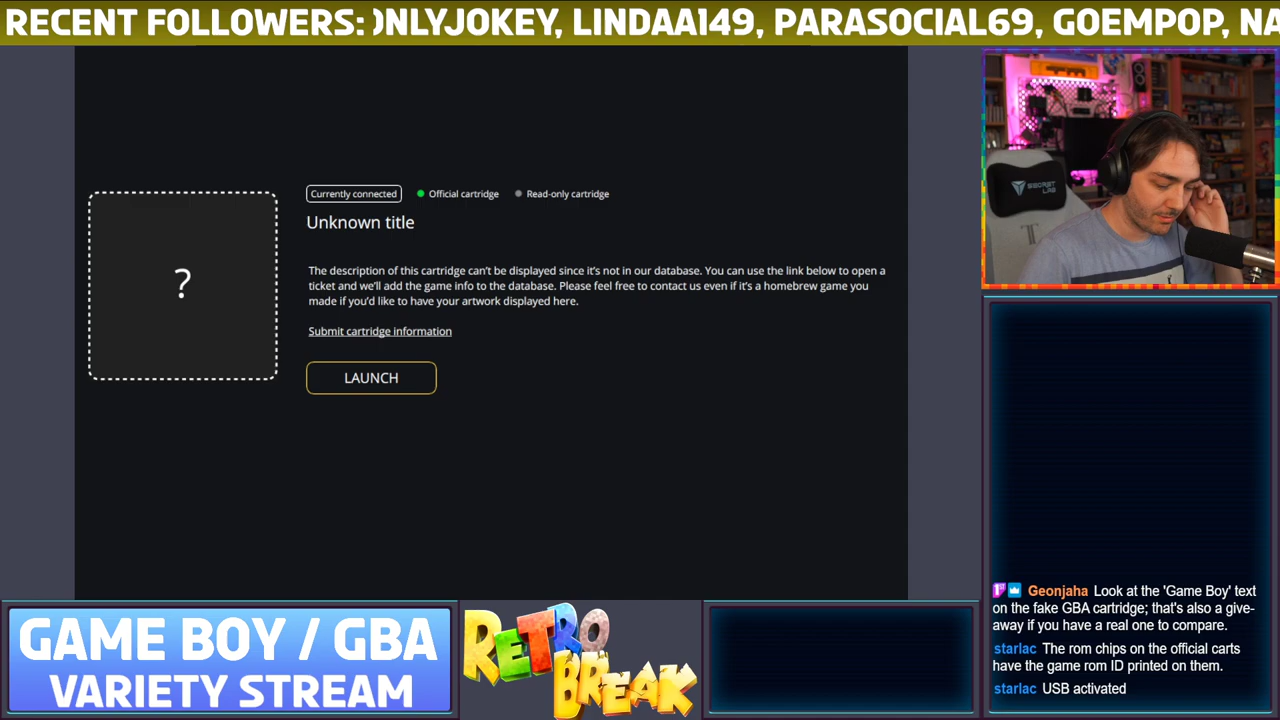 RECENT FOLLOWERS: ONLYJOKEY, LINDAA149, PARASOCIAL69, GOEMPOP, NA
Currently connected
Official cartridge
Read-only cartridge
Unknown title
?
The description of this cartridge can't be displayed since it's not in our database. You can use the link below to open a
ticket and we'll add the game info to the database. Please feel free to contact us even if it's a homebrew game you
made if you'd like to have your artwork displayed here.
Submit cartridge information
LAUNCH
SECRET
LAB
Geonjaha Look at the 'Game Boy' text
on the fake GBA cartridge; that's also a give-
away if you have a real one to compare.
starlac The rom chips on the official carts
have the game rom ID printed on them.
starlac USB activated
GAME BOY / GBA
VARIETY STREAM
RETRO
BREAK